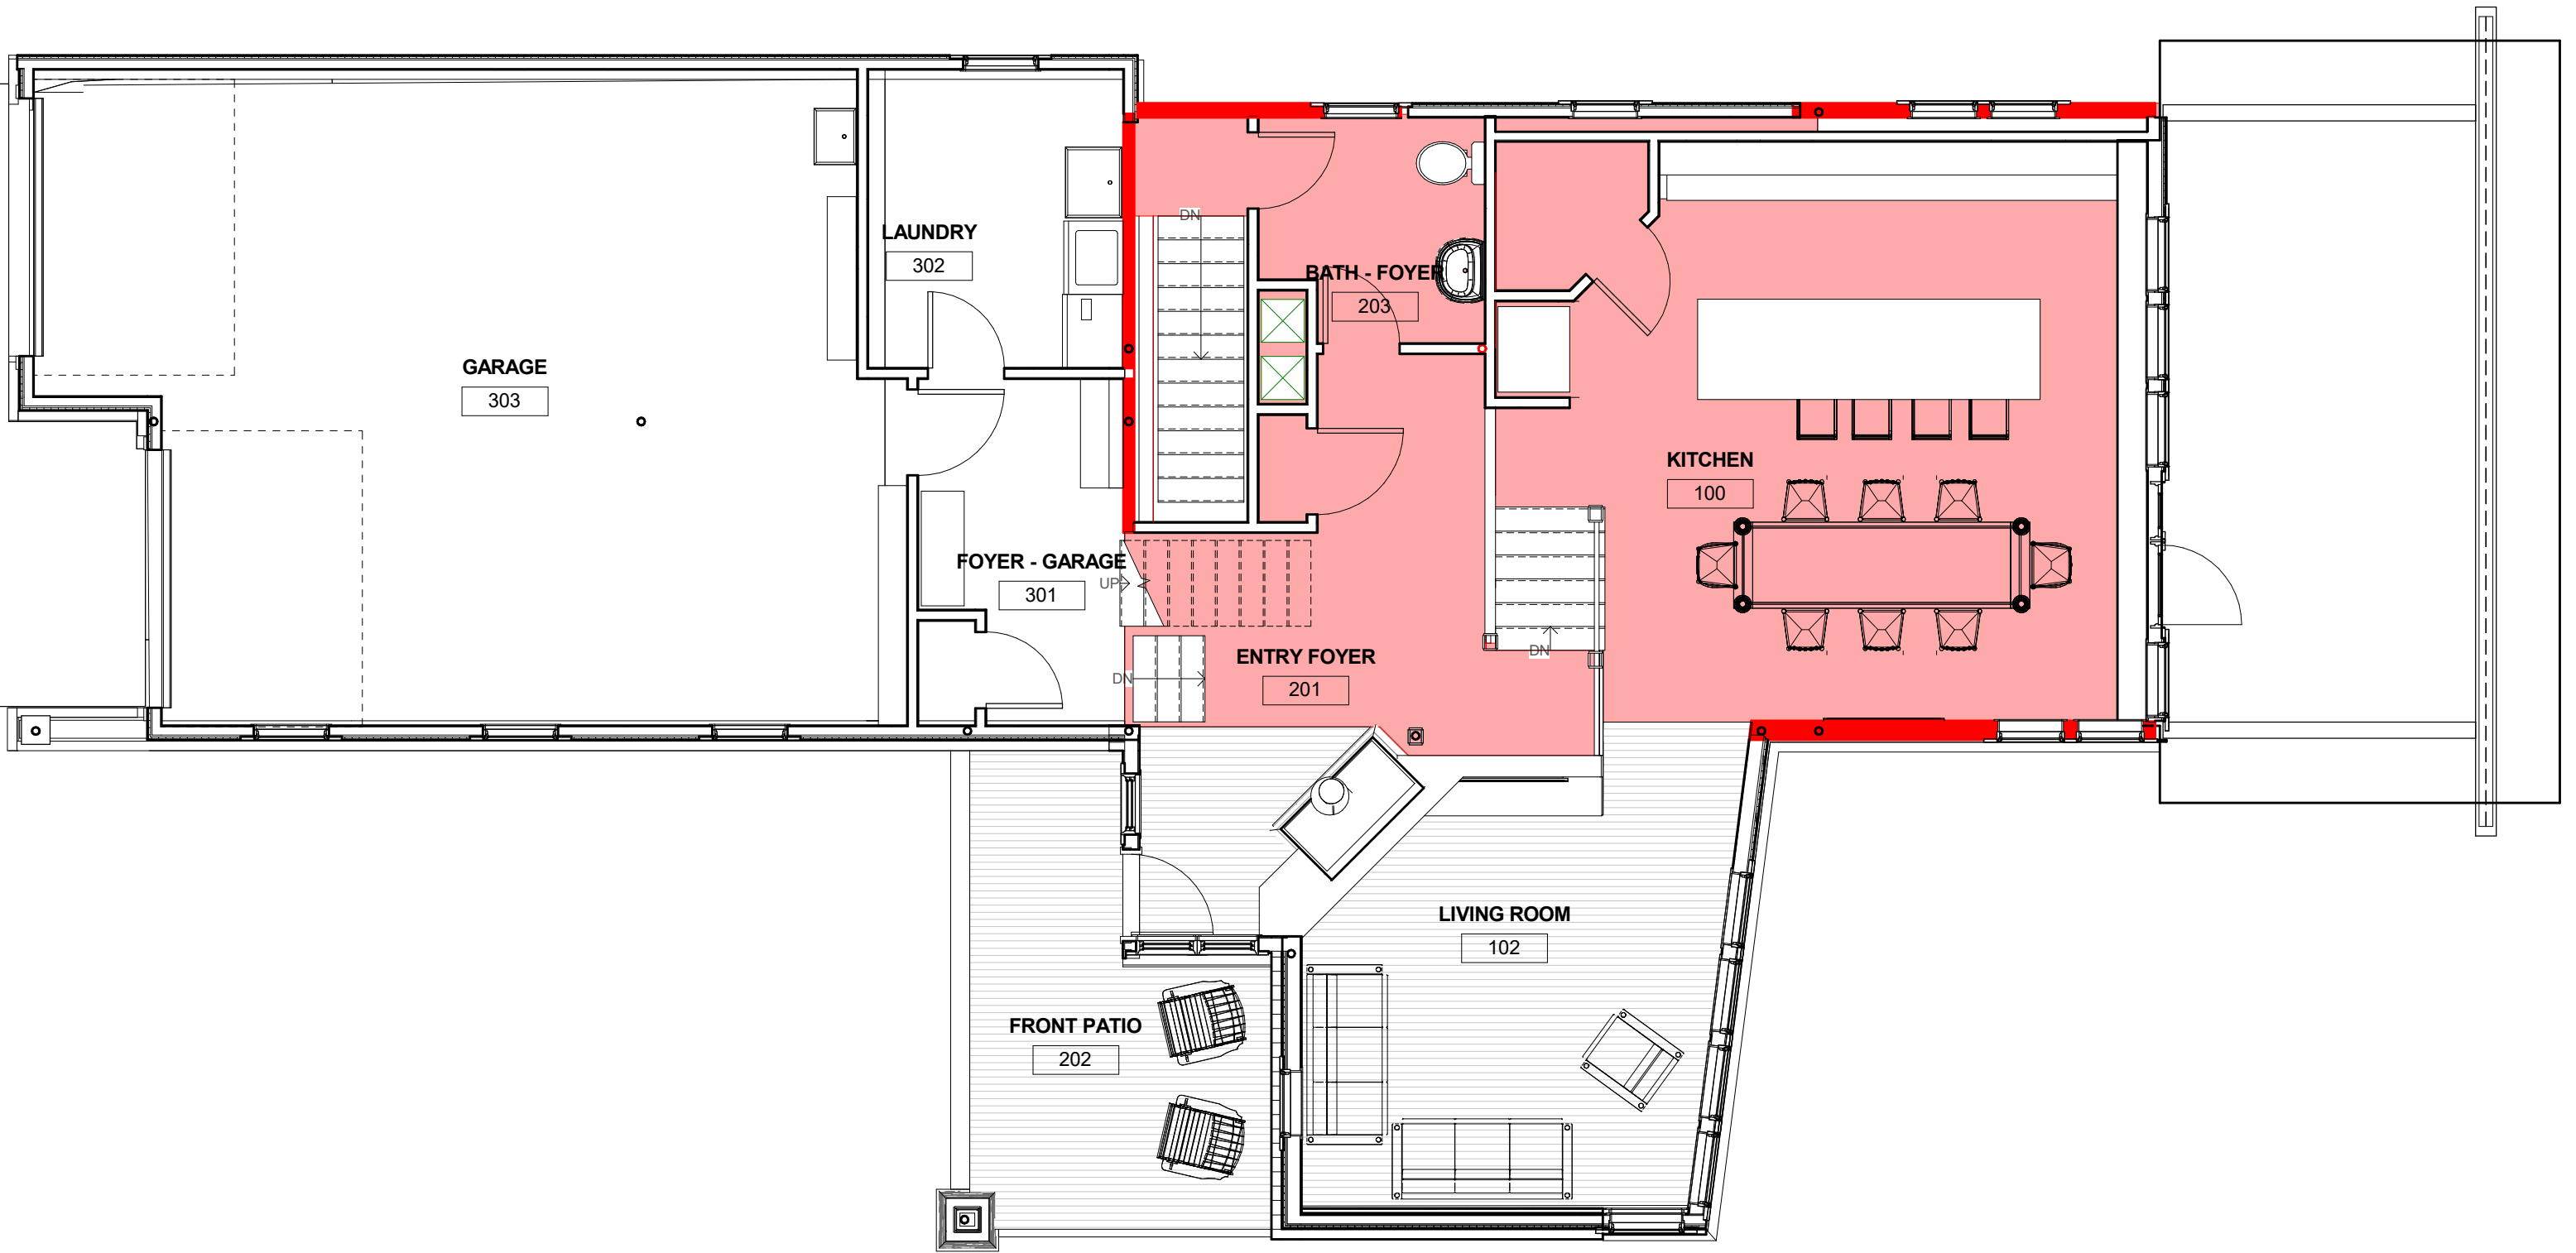 DN
LAUNDRY
302
BATH - FOYER
203
GARAGE
303
KITCHEN
100
FOYER - GARAGE
301
UP
ENTRY FOYER
201
DN
DN
LIVING ROOM
102
FRONT PATIO
202